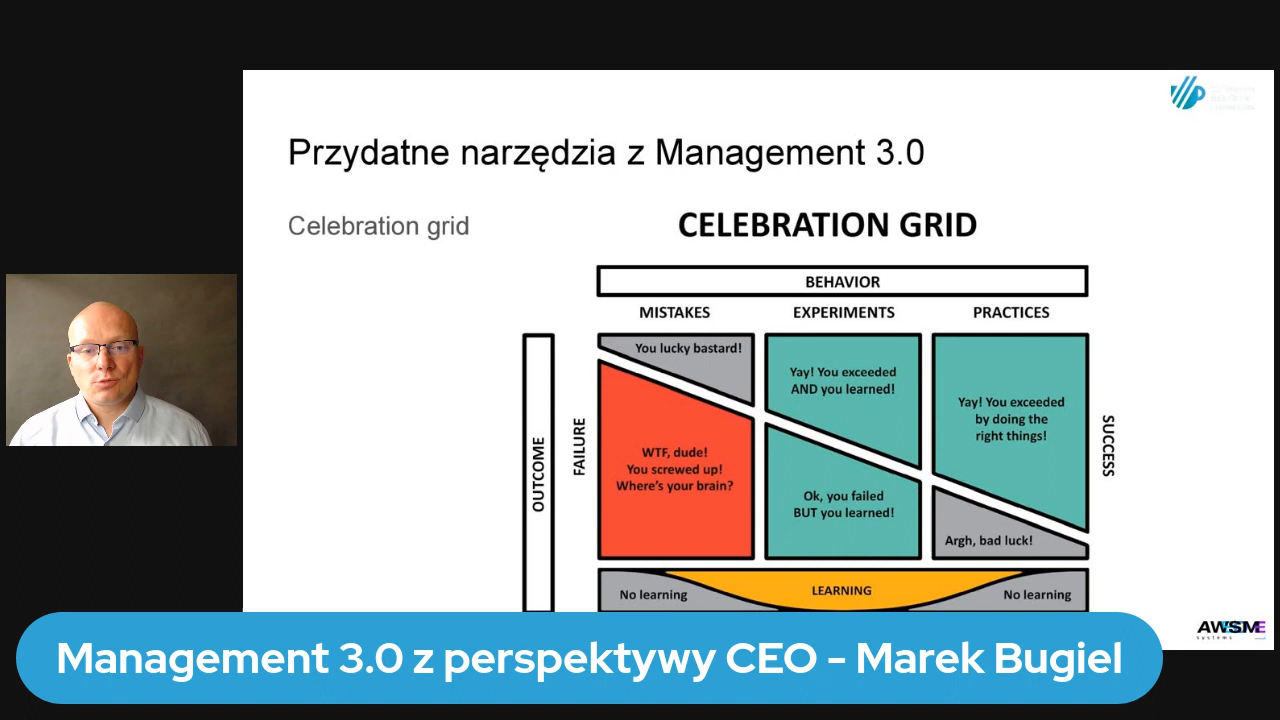 Przydatne narzędzia z Management 3.0
Celebration grid
CELEBRATION GRID
BEHAVIOR
MISTAKES
EXPERIMENTS
PRACTICES
OUTCOME
FAILURE
You lucky bastard!
WTF, dude!
You screwed up!
Where's your brain?
Yay! You exceeded
AND you learned!
Ok, you failed
BUT you learned!
Yay! You exceeded
by doing the
right things!
Argh, bad luck!
SUCCESS
No learning
LEARNING
No learning
systems
Management 3.0 z perspektywy CEO - Marek Bugiel